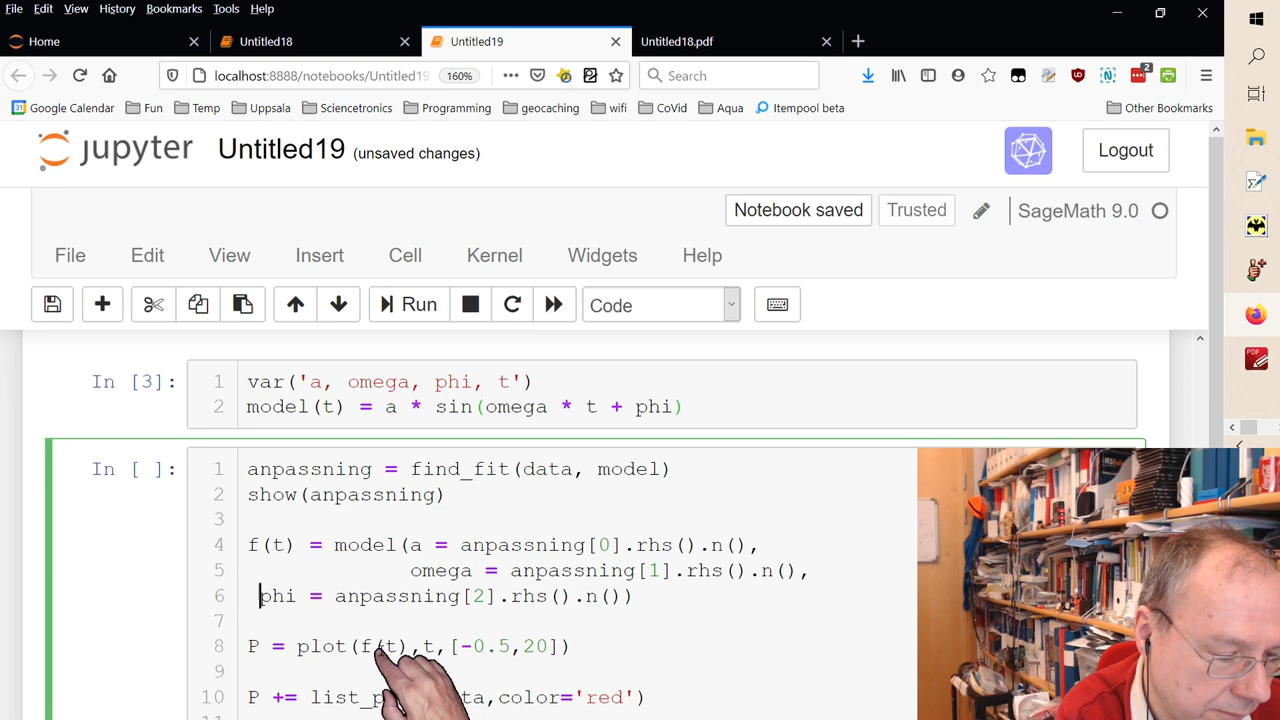 File Edit View History Bookmarks Tools Help
Home Untitled18 Untitled19 Untitled18.pdf
localhost:8888/notebooks/Untitled19 160% Search 2
31 Google Calendar Fun Temp Uppsala Sciencetronics Programming geocaching wifi CoVid Aqua Itempool beta Other Bookmarks
jupyter Untitled19 (unsaved changes) Logout
Notebook saved Trusted SageMath 9.0
File Edit View Insert Cell Kernel Widgets Help
Run Code
In [3]: 1 var('a, omega, phi, t')
2 model(t) = a * sin(omega * t + phi)
In [ ]: 1 anpassning = find_fit(data, model)
2 show(anpassning)
3
4 f(t) = model(a = anpassning[0].rhs().n(),
5 omega = anpassning[1].rhs().n(),
6 phi = anpassning[2].rhs().n())
7
8 P = plot(f(t),t,[-0.5,20])
9
10 P += list_p ta,color='red')
PDF